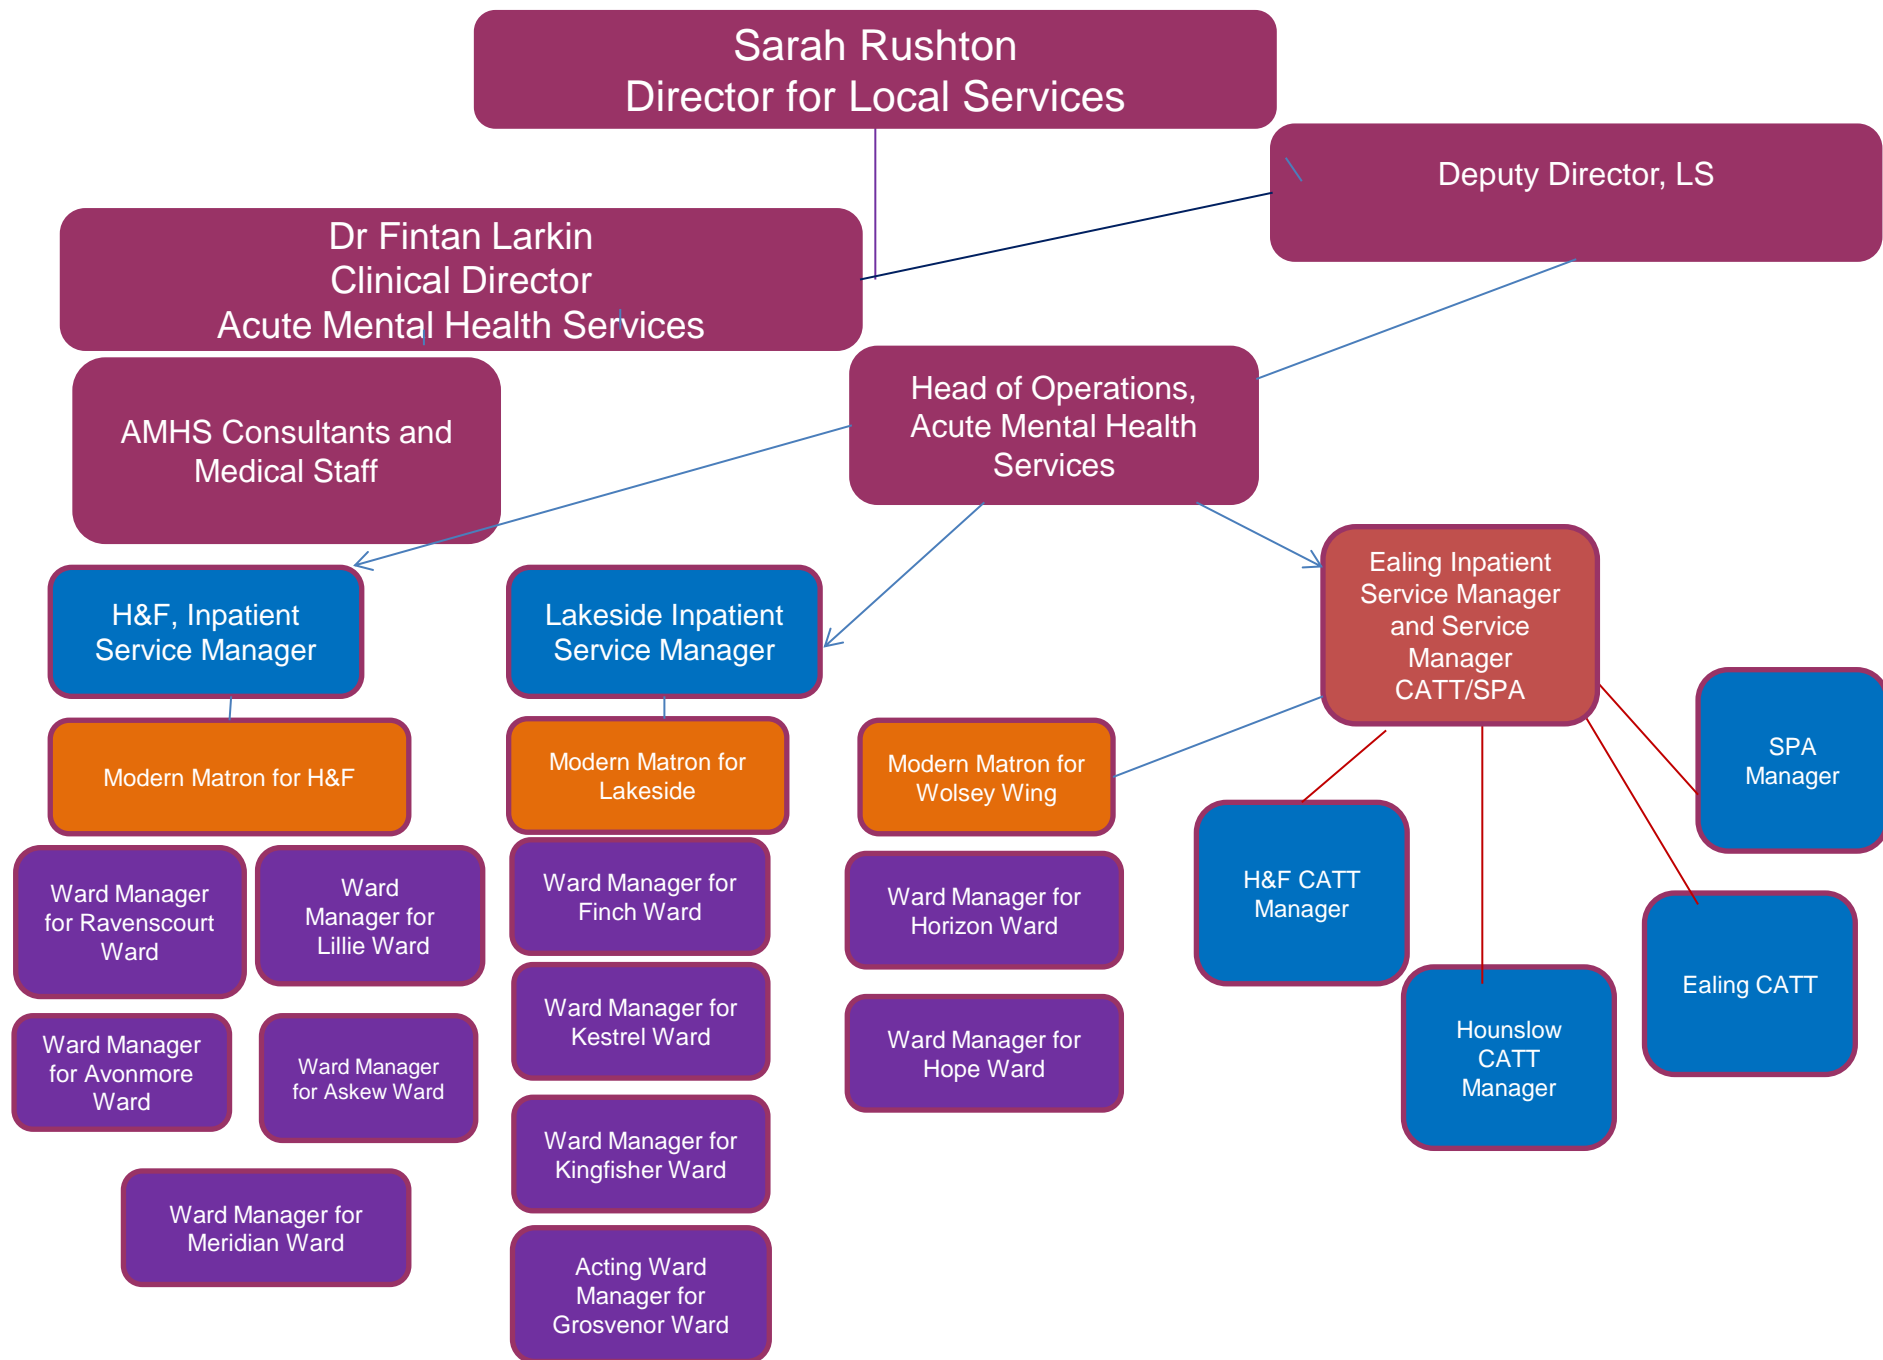 Sarah Rushton
Director for Local Services
Deputy Director, LS
Dr Fintan Larkin
Clinical Director
Acute Mental Health Services
AMHS Consultants and
Medical Staff
Head of Operations,
Acute Mental Health
Services
H&F, Inpatient
Service Manager
Lakeside Inpatient
Service Manager
Ealing Inpatient
Service Manager
and Service
Manager
CATT/SPA
SPA
Manager
Modern Matron for H&F
Modern Matron for
Lakeside
Modern Matron for
Wolsey Wing
Ward Manager
for Ravenscourt
Ward
Ward
Manager for
Lillie Ward
Ward Manager for
Finch Ward
Ward Manager for
Horizon Ward
H&F CATT
Manager
Ealing CATT
Ward Manager
for Avonmore
Ward
Ward Manager
for Askew Ward
Ward Manager for
Kestrel Ward
Ward Manager for
Hope Ward
Hounslow
CATT
Manager
Ward Manager for
Kingfisher Ward
Ward Manager for
Meridian Ward
Acting Ward
Manager for
Grosvenor Ward